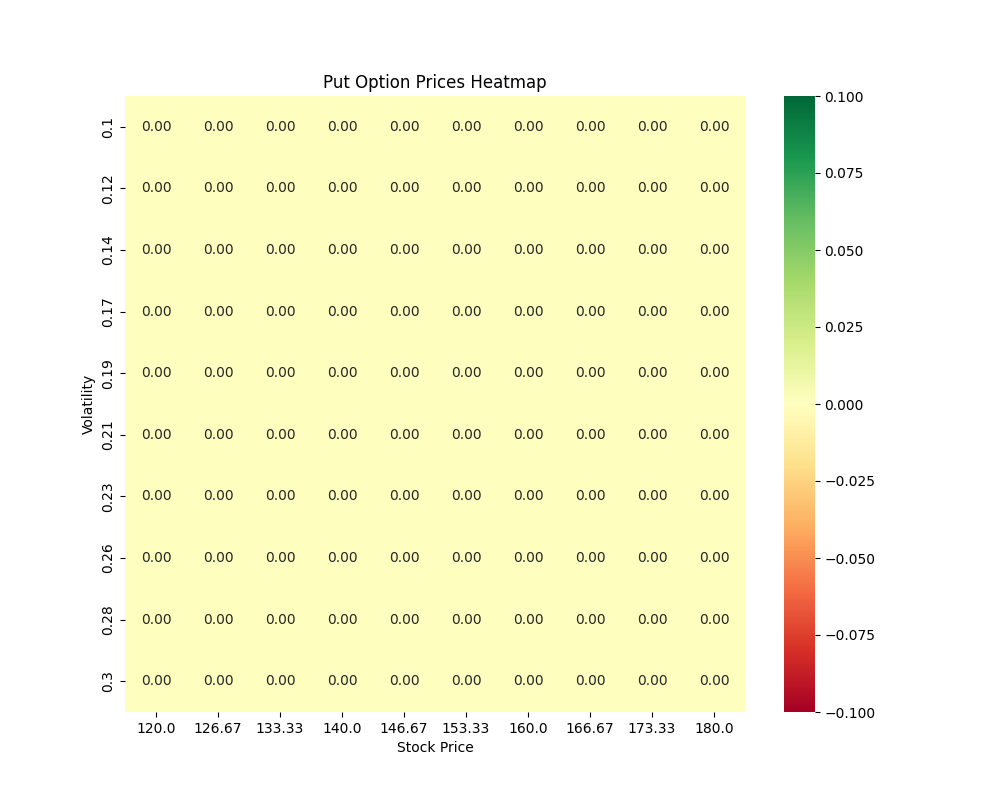 Put Option Prices Heatmap
0.1 0.00 0.00 0.00 0.00 0.00 0.00 0.00 0.00 0.00 0.00
0.12 0.00 0.00 0.00 0.00 0.00 0.00 0.00 0.00 0.00 0.00
0.14 0.00 0.00 0.00 0.00 0.00 0.00 0.00 0.00 0.00 0.00
0.17 0.00 0.00 0.00 0.00 0.00 0.00 0.00 0.00 0.00 0.00
0.19 0.00 0.00 0.00 0.00 0.00 0.00 0.00 0.00 0.00 0.00
0.21 0.00 0.00 0.00 0.00 0.00 0.00 0.00 0.00 0.00 0.00
0.23 0.00 0.00 0.00 0.00 0.00 0.00 0.00 0.00 0.00 0.00
0.26 0.00 0.00 0.00 0.00 0.00 0.00 0.00 0.00 0.00 0.00
0.28 0.00 0.00 0.00 0.00 0.00 0.00 0.00 0.00 0.00 0.00
0.3 0.00 0.00 0.00 0.00 0.00 0.00 0.00 0.00 0.00 0.00
Volatility
120.0 126.67 133.33 140.0 146.67 153.33 160.0 166.67 173.33 180.0
Stock Price
0.100
0.075
0.050
0.025
0.000
−0.025
−0.050
−0.075
−0.100